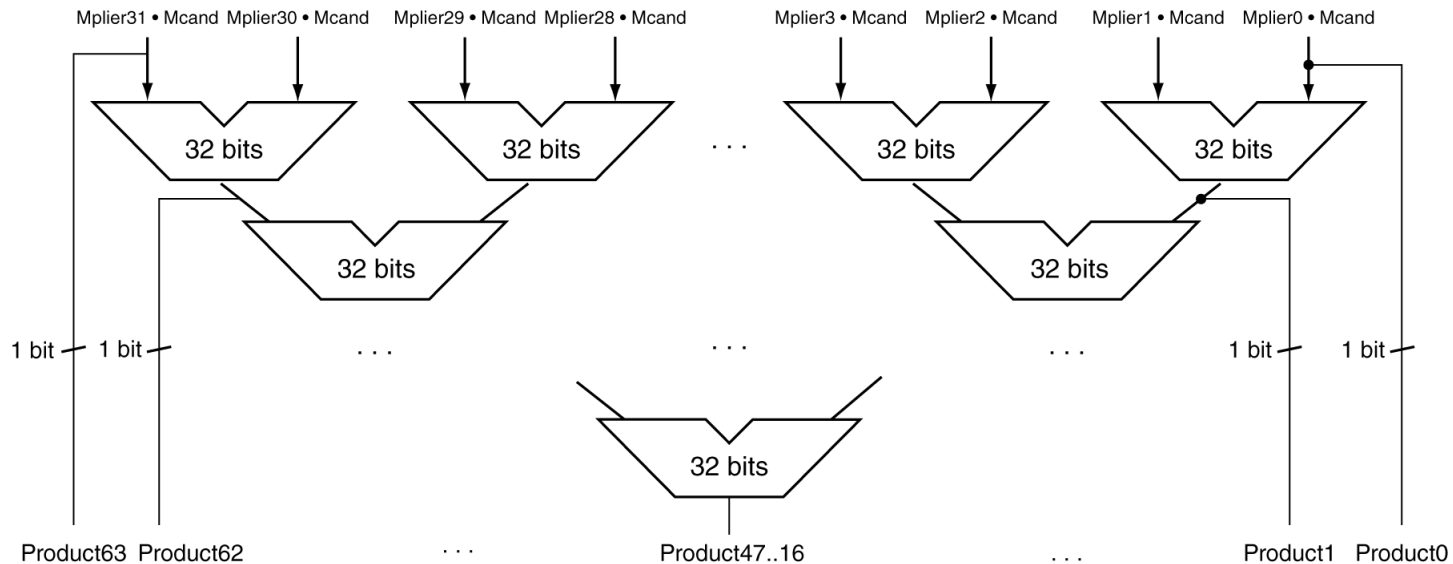 Mplier31 • Mcand Mplier30 • Mcand Mplier29 • Mcand Mplier28 • Mcand Mplier3 • Mcand Mplier2 • Mcand Mplier1 • Mcand Mplier0 • Mcand
32 bits 32 bits . . . 32 bits 32 bits
32 bits 32 bits
1 bit 1 bit . . . . . . . . . 1 bit 1 bit
32 bits
Product63 Product62 . . . Product47..16 . . . Product1 Product0